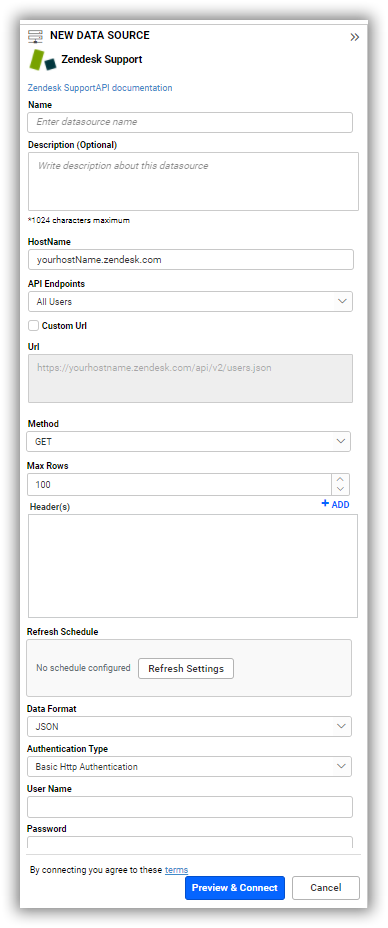 NEW DATA SOURCE
Zendesk Support
Zendesk SupportAPI documentation
Name
Enter datasource name
Description (Optional)
Write description about this datasource
*1024 characters maximum
HostName
yourhostName.zendesk.com
API Endpoints
All Users
Custom Url
Url
https://yourhostname.zendesk.com/api/v2/users.json
Method
GET
Max Rows
100
Header(s) + ADD
Refresh Schedule
No schedule configured Refresh Settings
Data Format
JSON
Authentication Type
Basic Http Authentication
User Name
Password
By connecting you agree to these terms
Preview & Connect Cancel